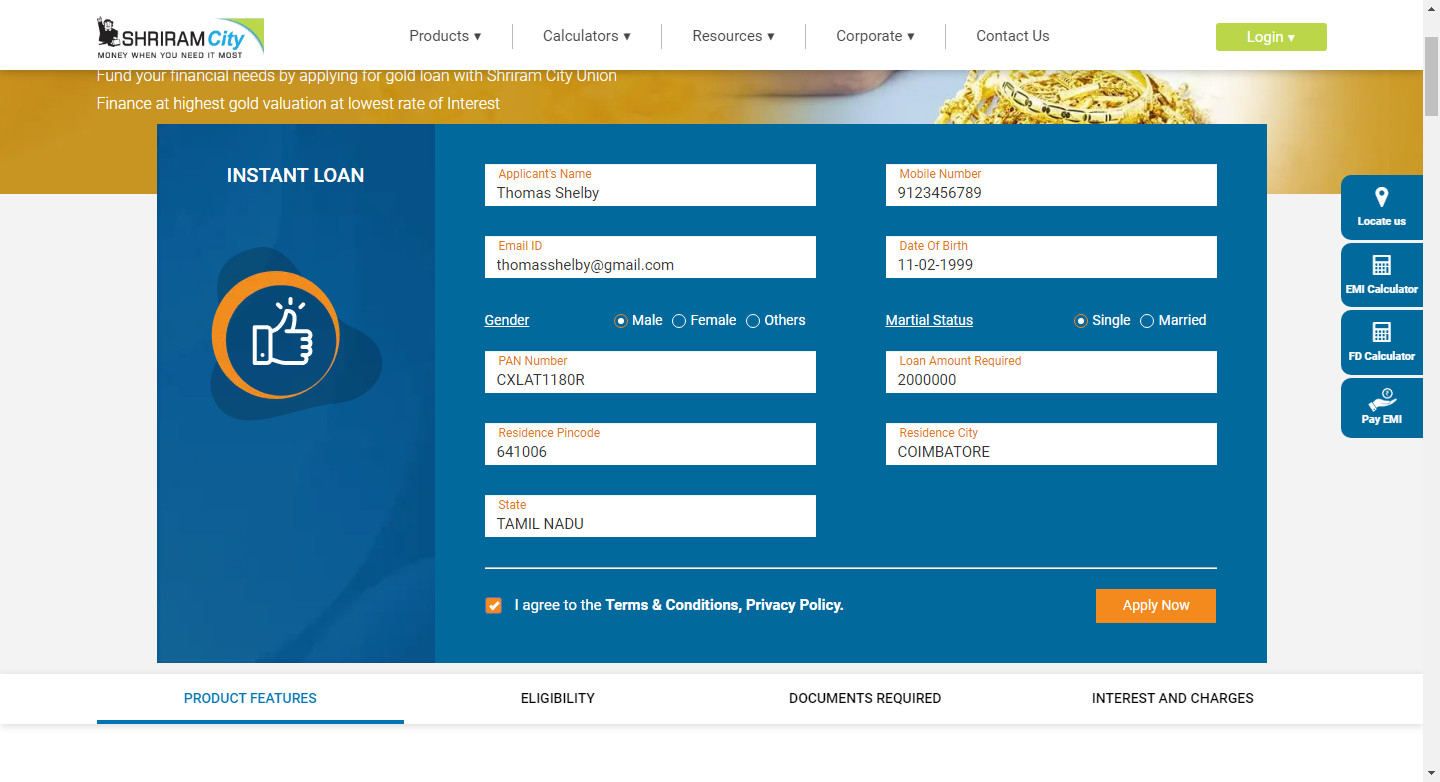 SHRIRAM City
MONEY WHEN YOU NEED IT MOST
Products ▾
Calculators ▾
Resources ▾
Corporate ▾
Contact Us
Login ▾
Fund your financial needs by applying for gold loan with Shriram City Union
Finance at highest gold valuation at lowest rate of Interest
INSTANT LOAN
Applicant's Name
Thomas Shelby
Mobile Number
9123456789
Email ID
thomasshelby@gmail.com
Date Of Birth
11-02-1999
Gender
Male
Female
Others
Martial Status
Single
Married
PAN Number
CXLAT1180R
Loan Amount Required
2000000
Residence Pincode
641006
Residence City
COIMBATORE
State
TAMIL NADU
I agree to the Terms & Conditions, Privacy Policy.
Apply Now
Locate us
EMI Calculator
FD Calculator
Pay EMI
PRODUCT FEATURES
ELIGIBILITY
DOCUMENTS REQUIRED
INTEREST AND CHARGES